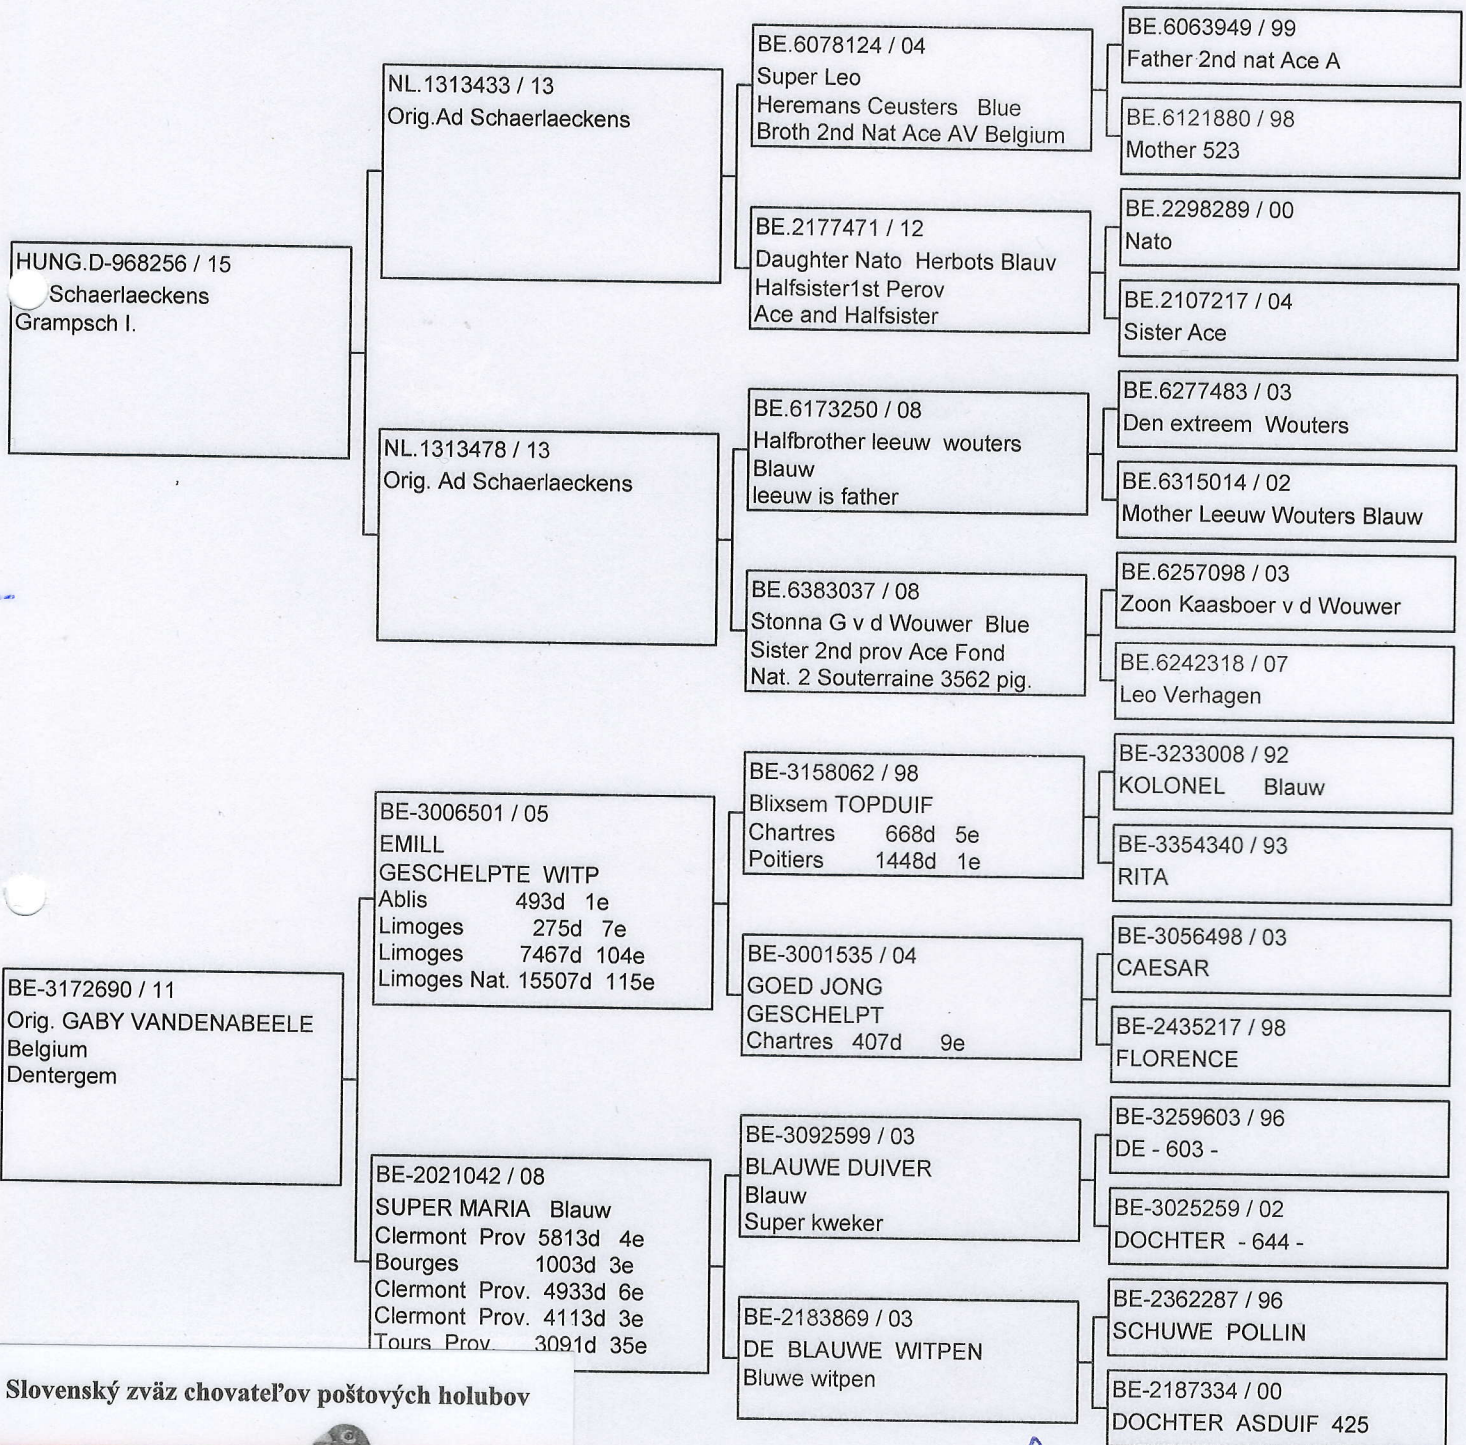 HUNG.D-968256 / 15
Schaerlaeckens
Grampsch I.
NL.1313433 / 13
Orig.Ad Schaerlaeckens
NL.1313478 / 13
Orig. Ad Schaerlaeckens
BE.6078124 / 04
Super Leo
Heremans Ceusters Blue
Broth 2nd Nat Ace AV Belgium
BE.2177471 / 12
Daughter Nato Herbots Blauv
Halfsister1st Perov
Ace and Halfsister
BE.6173250 / 08
Halfbrother leeuw wouters
Blauw
leeuw is father
BE.6383037 / 08
Stonna G v d Wouwer Blue
Sister 2nd prov Ace Fond
Nat. 2 Souterraine 3562 pig.
BE.6063949 / 99
Father 2nd nat Ace A
BE.6121880 / 98
Mother 523
BE.2298289 / 00
Nato
BE.2107217 / 04
Sister Ace
BE.6277483 / 03
Den extreem Wouters
BE.6315014 / 02
Mother Leeuw Wouters Blauw
BE.6257098 / 03
Zoon Kaasboer v d Wouwer
BE.6242318 / 07
Leo Verhagen
BE-3172690 / 11
Orig. GABY VANDENABEELE
Belgium
Dentergem
BE-3006501 / 05
EMILL
GESCHELPTE WITP
Ablis 493d 1e
Limoges 275d 7e
Limoges 7467d 104e
Limoges Nat. 15507d 115e
BE-2021042 / 08
SUPER MARIA Blauw
Clermont Prov 5813d 4e
Bourges 1003d 3e
Clermont Prov. 4933d 6e
Clermont Prov. 4113d 3e
Tours Prov. 3091d 35e
BE-3158062 / 98
Blixsem TOPDUIF
Chartres 668d 5e
Poitiers 1448d 1e
BE-3001535 / 04
GOED JONG
GESCHELPT
Chartres 407d 9e
BE-3092599 / 03
BLAUWE DUIVER
Blauw
Super kweker
BE-2183869 / 03
DE BLAUWE WITPEN
Bluwe witpen
BE-3233008 / 92
KOLONEL Blauw
BE-3354340 / 93
RITA
BE-3056498 / 03
CAESAR
BE-2435217 / 98
FLORENCE
BE-3259603 / 96
DE - 603 -
BE-3025259 / 02
DOCHTER - 644 -
BE-2362287 / 96
SCHUWE POLLIN
BE-2187334 / 00
DOCHTER ASDUIF 425
Slovenský zväz chovateľov poštových holubov